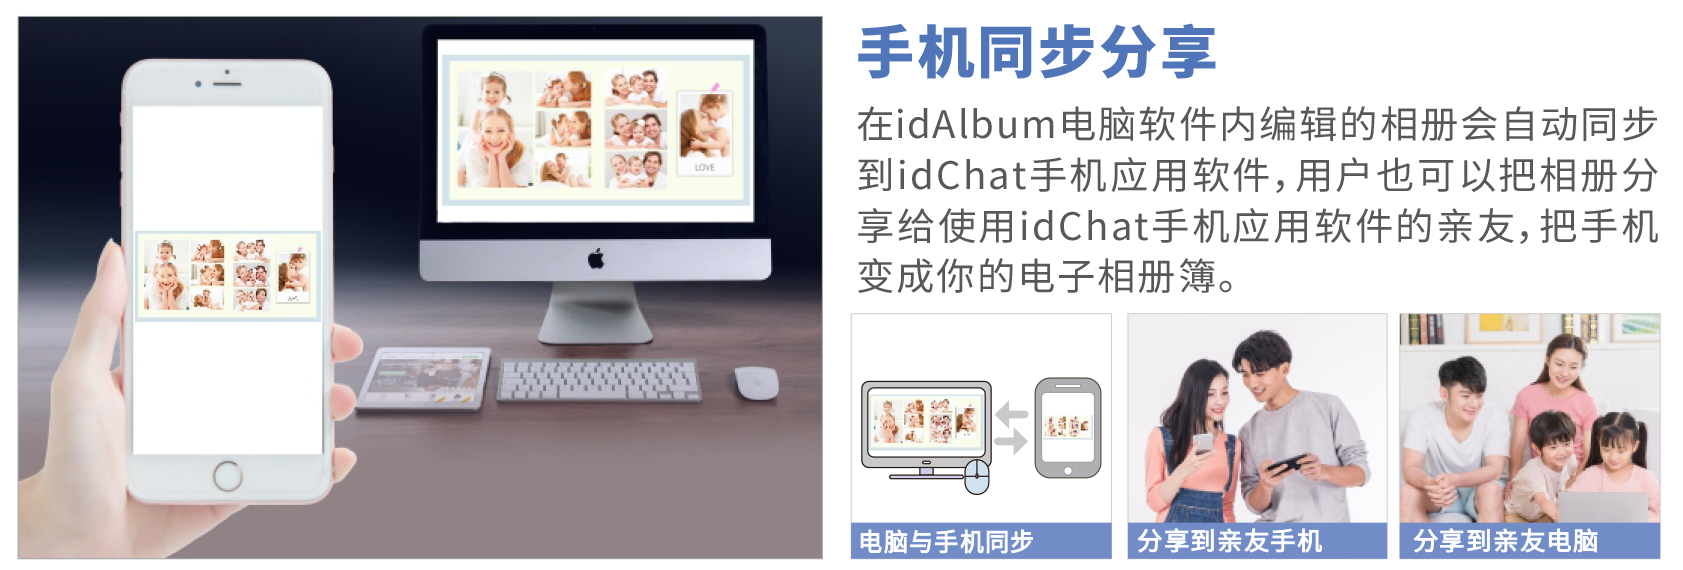 手机同步分享
在idAlbum电脑软件内编辑的相册会自动同步
到idChat手机应用软件，用户也可以把相册分
享给使用idChat手机应用软件的亲友，把手机
变成你的电子相册簿。
LOVE
电脑与手机同步
分享到亲友手机
分享到亲友电脑